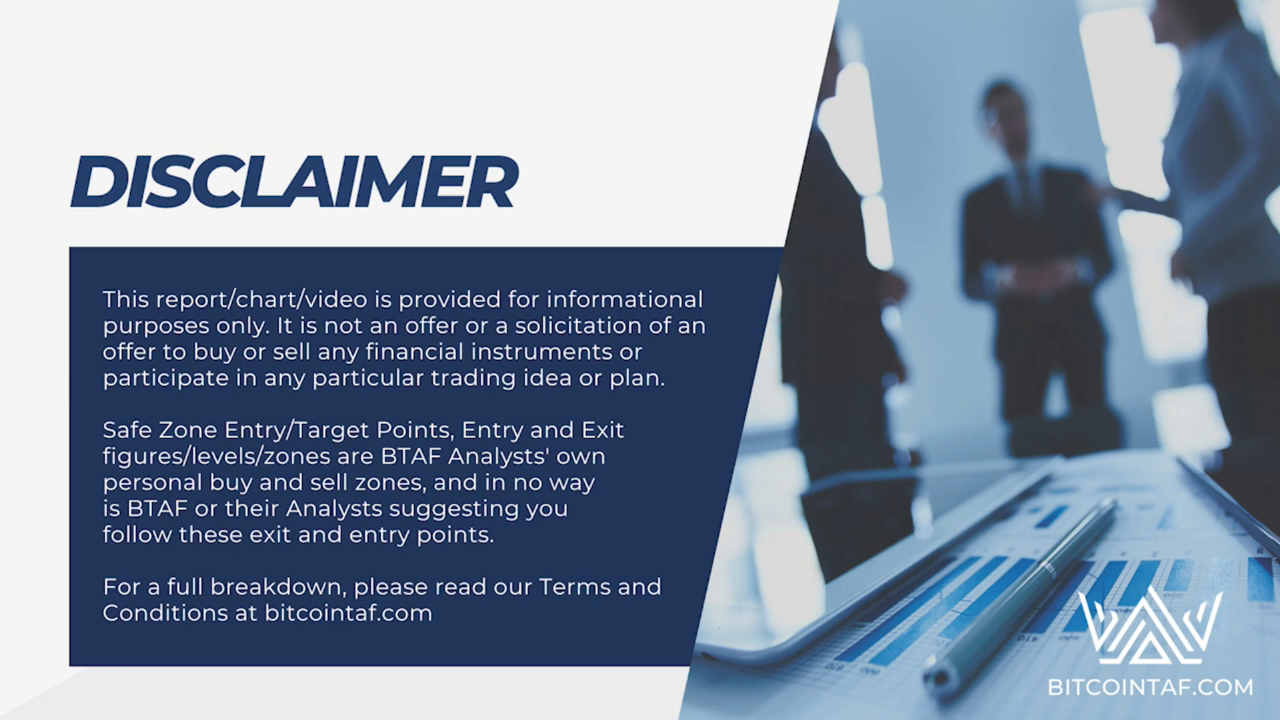 DISCLAIMER
This report/chart/video is provided for informational
purposes only. It is not an offer or a solicitation of an
offer to buy or sell any financial instruments or
participate in any particular trading idea or plan.
Safe Zone Entry/Target Points, Entry and Exit
figures/levels/zones are BTAF Analysts' own
personal buy and sell zones, and in no way
is BTAF or their Analysts suggesting you
follow these exit and entry points.
For a full breakdown, please read our Terms and
Conditions at bitcointaf.com
BITCOINTAF.COM